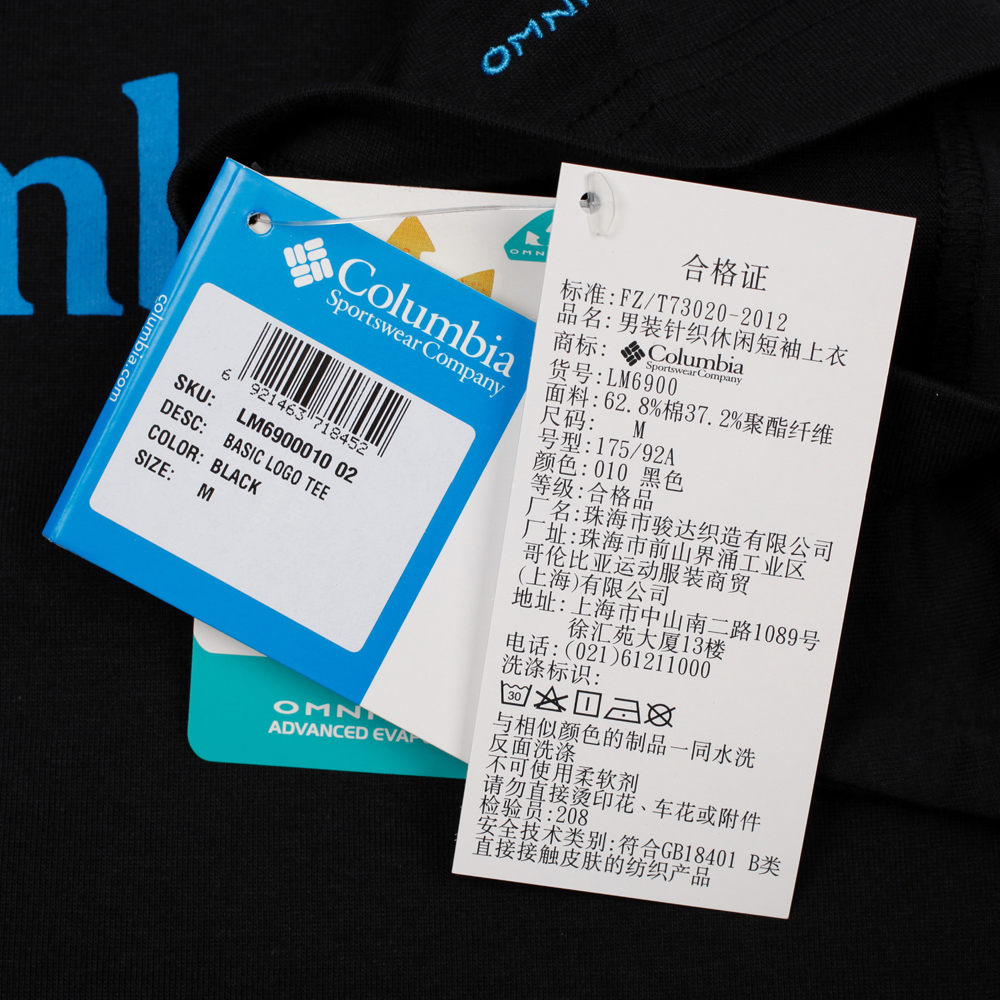 OMNI
columbia.com
Columbia
Sportswear Company
6 921463 718452
SKU: LM6900010 02
DESC: BASIC LOGO TEE
COLOR: BLACK
SIZE: M
OMN
ADVANCED EVAP
合格证
标准:FZ/T73020-2012
品名:男装针织休闲短袖上衣
商标: Columbia
Sportswear Company
货号:LM6900
面料:62.8%棉37.2%聚酯纤维
尺码: M
号型:175/92A
颜色:010 黑色
等级:合格品
厂名:珠海市骏达织造有限公司
厂址:珠海市前山界涌工业区
哥伦比亚运动服装商贸
(上海)有限公司
地址:上海市中山南二路1089号
徐汇苑大厦13楼
电话:(021)61211000
洗涤标识:
30
与相似颜色的制品一同水洗
反面洗涤
不可使用柔软剂
请勿直接烫印花、车花或附件
检验员:208
安全技术类别:符合GB18401 B类
直接接触皮肤的纺织产品